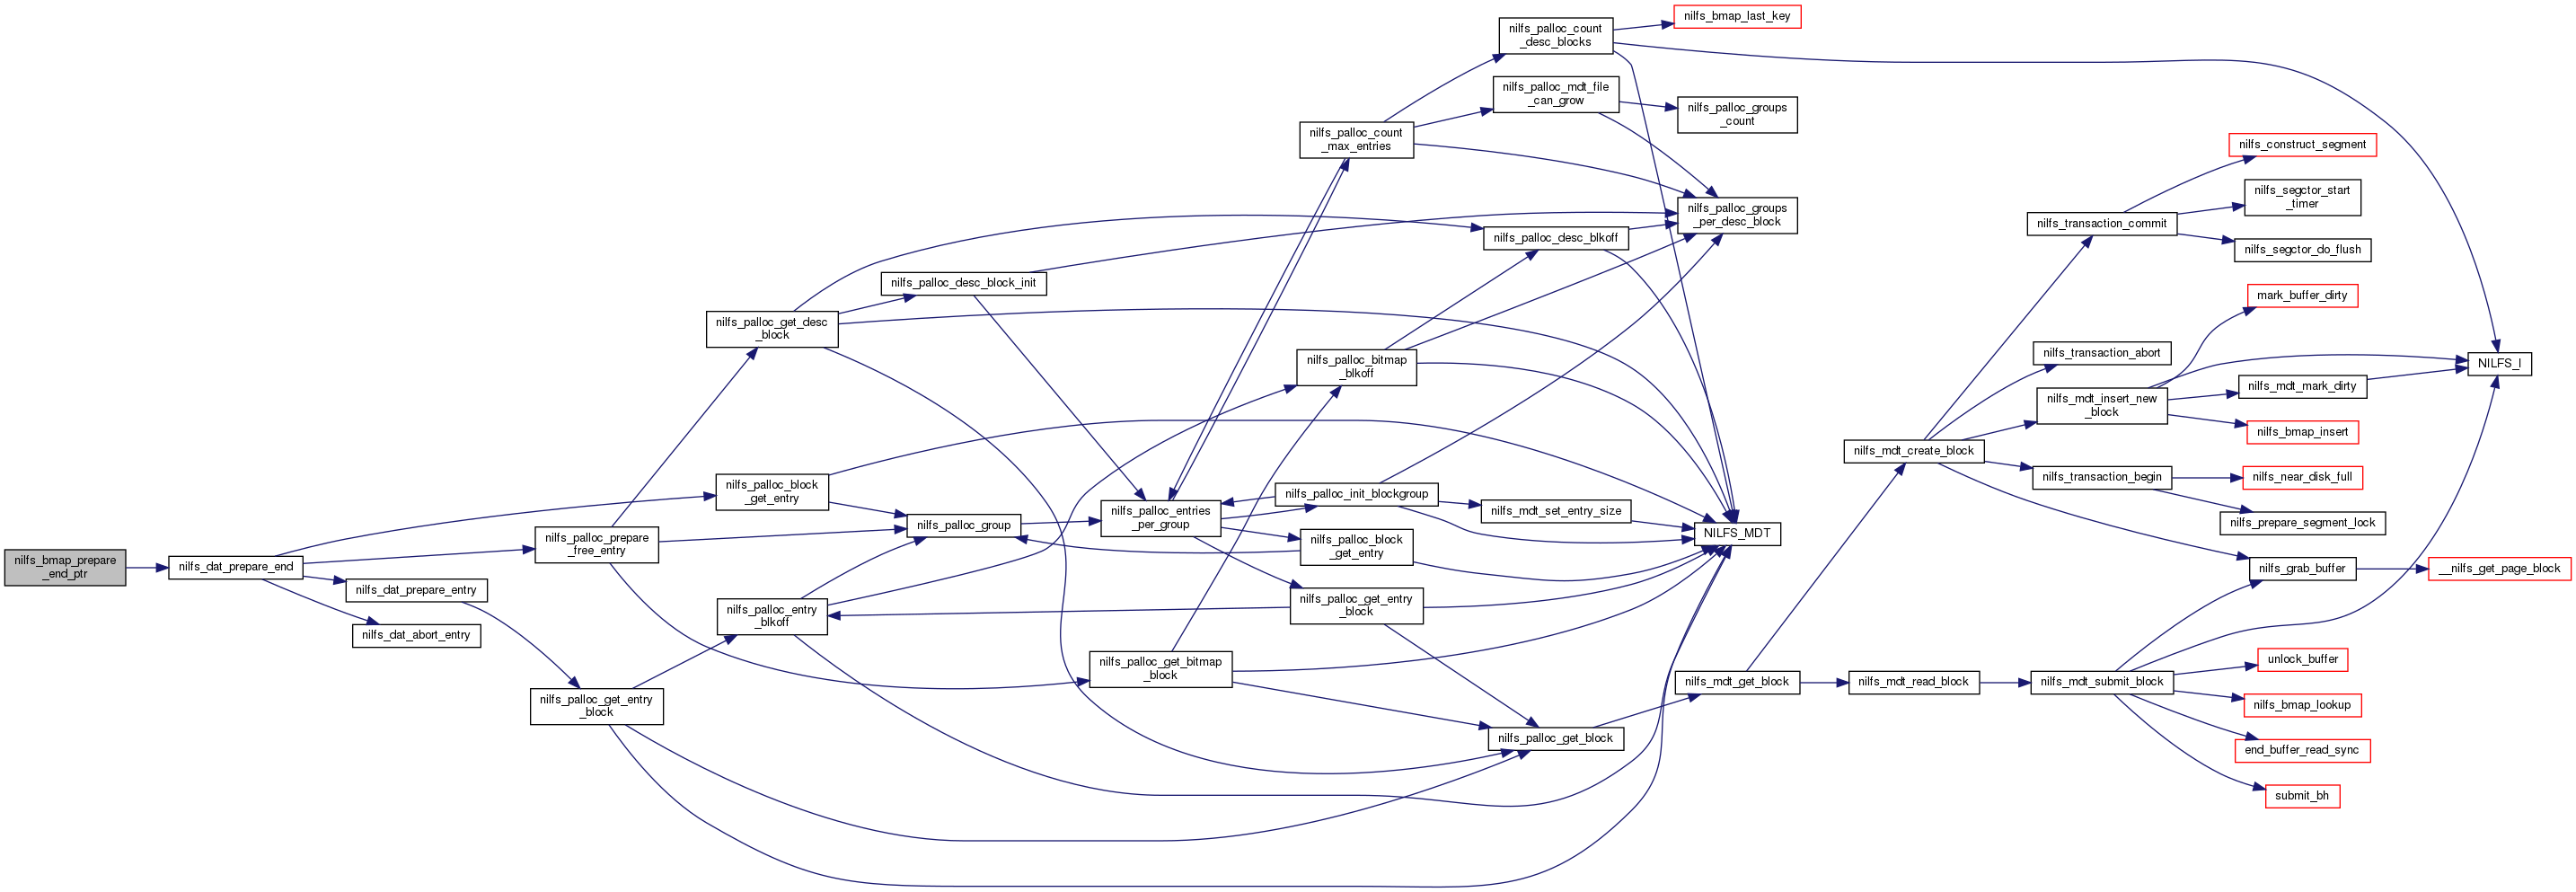 nilfs_bmap_prepare
_end_ptr
nilfs_dat_prepare_end
nilfs_dat_prepare_entry
nilfs_dat_abort_entry
nilfs_palloc_prepare
_free_entry
nilfs_palloc_get_entry
_block
nilfs_palloc_get_desc
_block
nilfs_palloc_block
_get_entry
nilfs_palloc_entry
_blkoff
nilfs_palloc_desc_block_init
nilfs_palloc_group
nilfs_palloc_get_bitmap
_block
nilfs_palloc_entries
_per_group
nilfs_palloc_count
_max_entries
nilfs_palloc_bitmap
_blkoff
nilfs_palloc_init_blockgroup
nilfs_palloc_block
_get_entry
nilfs_palloc_get_entry
_block
nilfs_palloc_count
_desc_blocks
nilfs_palloc_mdt_file
_can_grow
nilfs_palloc_desc_blkoff
nilfs_mdt_set_entry_size
nilfs_palloc_get_block
nilfs_bmap_last_key
nilfs_palloc_groups
_count
nilfs_palloc_groups
_per_desc_block
NILFS_MDT
nilfs_mdt_get_block
nilfs_mdt_create_block
nilfs_mdt_read_block
nilfs_transaction_commit
nilfs_transaction_abort
nilfs_mdt_insert_new
_block
nilfs_transaction_begin
nilfs_mdt_submit_block
nilfs_construct_segment
nilfs_segctor_start
_timer
nilfs_segctor_do_flush
mark_buffer_dirty
nilfs_mdt_mark_dirty
nilfs_bmap_insert
nilfs_near_disk_full
nilfs_prepare_segment_lock
nilfs_grab_buffer
unlock_buffer
nilfs_bmap_lookup
end_buffer_read_sync
submit_bh
NILFS_I
__nilfs_get_page_block